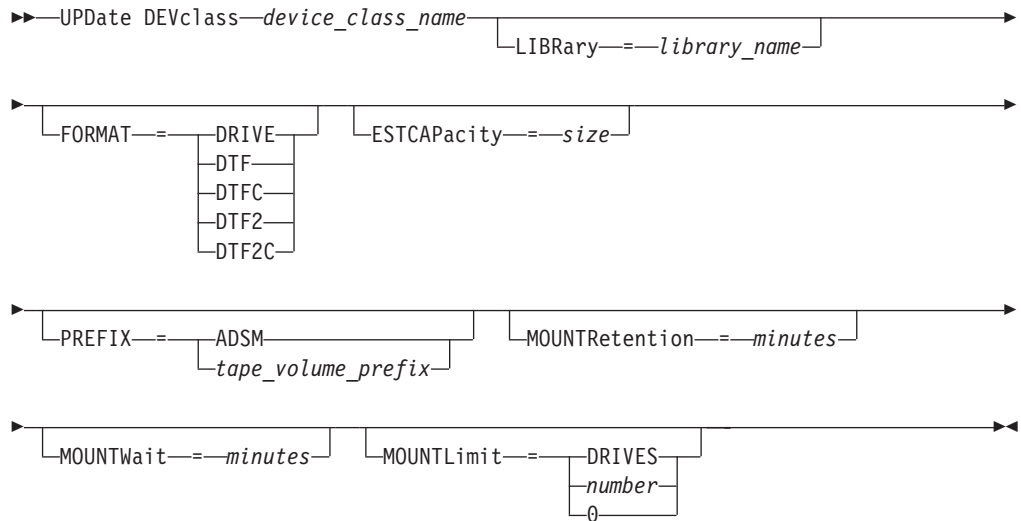 UPDate DEVclass device_class_name
LIBRary = library_name
FORMAT = DRIVE
DTF
DTFC
DTF2
DTF2C
ESTCAPacity = size
PREFIX = ADSM
tape_volume_prefix
MOUNTRetention = minutes
MOUNTWait = minutes
MOUNTLimit = DRIVES
number
0